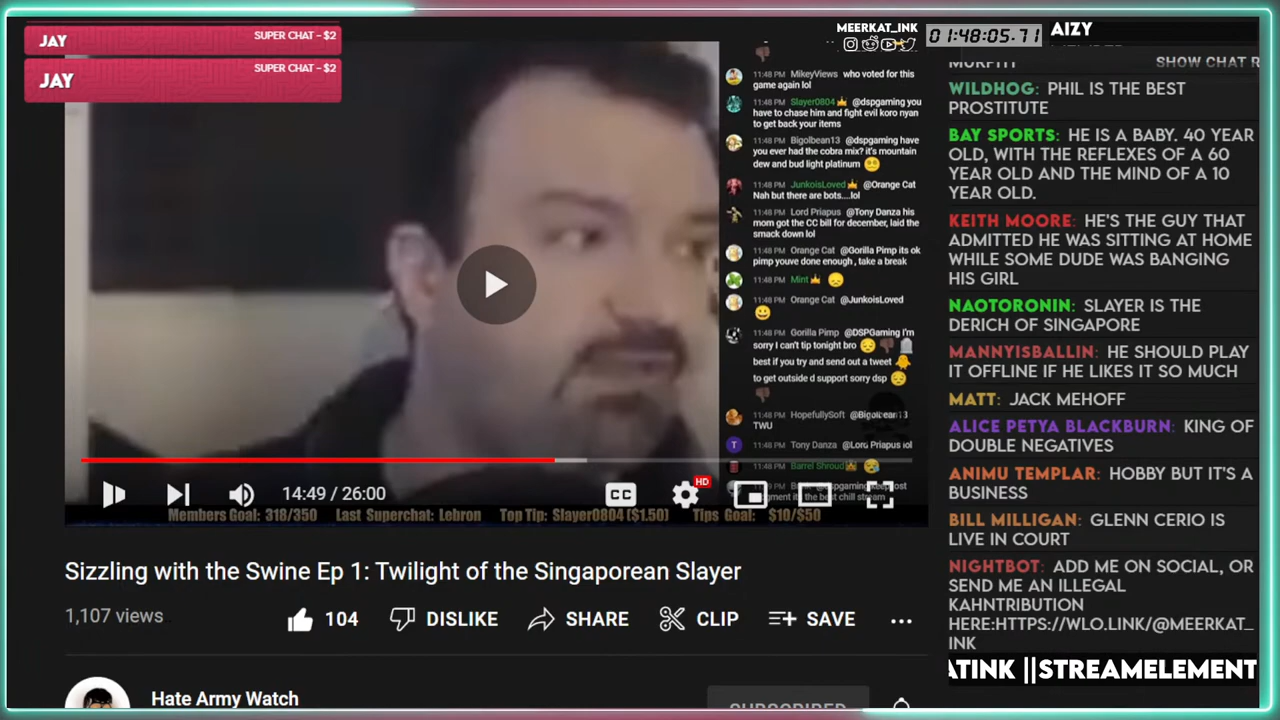 JAY
SUPER CHAT - $2
JAY
SUPER CHAT - $2
MEERKAT_INK
01:48:05.71
AIZY
11:48 PM MikeyViews who voted for this
game again lol
11:48 PM Slayer0804 @dspgaming you
have to chase him and fight evil koro nyan
to get back your items
11:48 PM Bigolbean13 @dspgaming have
you ever had the cobra mix? it's mountain
dew and bud light platinum
11:48 PM JunkoisLoved @Orange Cat
Nah but there are bots....lol
11:48 PM Lord Priapus @Tony Danza his
mom got the CC bill for december, laid the
smack down lol
11:48 PM Orange Cat @Gorilla Pimp its ok
pimp youve done enough , take a break
11:48 PM Mint
11:48 PM Orange Cat @JunkoisLoved
11:48 PM Gorilla Pimp @DSPGaming I'm
sorry I can't tip tonight bro
best if you try and send out a tweet
to get outside d support sorry dsp
11:48 PM HopefullySoft @Bigolbean13
TWU
T 11:48 PM Tony Danza @Lord Priapus lol
11:48 PM Barrel Shroud
14:49 / 26:00
CC
HD
Members Goal: 318/350 Last Superchat: Lebron Top Tip: Slayer0804 ($1.50) Tips Goal: $10/$50
Sizzling with the Swine Ep 1: Twilight of the Singaporean Slayer
1,107 views
104
DISLIKE
SHARE
CLIP
SAVE
Hate Army Watch
SUBSCRIBED
SHOW CHAT R
WILDHOG: PHIL IS THE BEST
PROSTITUTE
BAY SPORTS: HE IS A BABY. 40 YEAR
OLD, WITH THE REFLEXES OF A 60
YEAR OLD AND THE MIND OF A 10
YEAR OLD.
KEITH MOORE: HE'S THE GUY THAT
ADMITTED HE WAS SITTING AT HOME
WHILE SOME DUDE WAS BANGING
HIS GIRL
NAOTORONIN: SLAYER IS THE
DERICH OF SINGAPORE
MANNYISBALLIN: HE SHOULD PLAY
IT OFFLINE IF HE LIKES IT SO MUCH
MATT: JACK MEHOFF
ALICE PETYA BLACKBURN: KING OF
DOUBLE NEGATIVES
ANIMU TEMPLAR: HOBBY BUT IT'S A
BUSINESS
BILL MILLIGAN: GLENN CERIO IS
LIVE IN COURT
NIGHTBOT: ADD ME ON SOCIAL, OR
SEND ME AN ILLEGAL
KAHNTRIBUTION
HERE:HTTPS://WLO.LINK/@MEERKAT_
INK
ATINK ||STREAMELEMENT